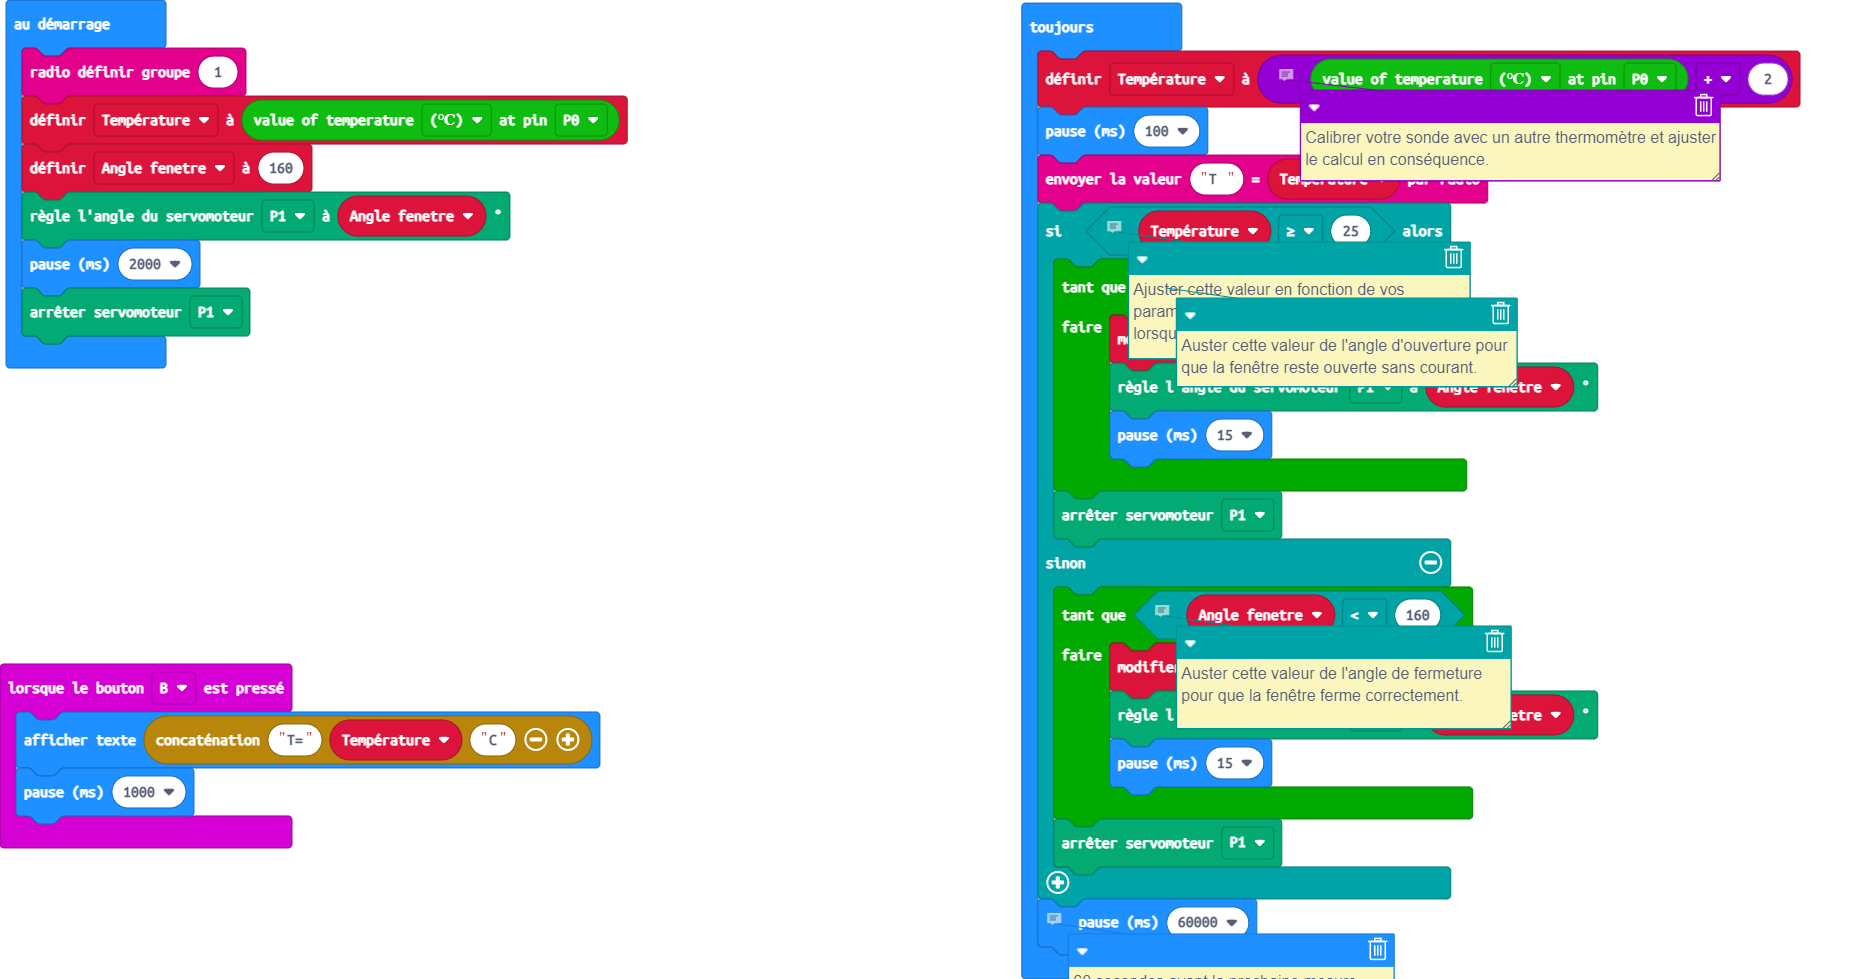 au démarrage
radio définir groupe 1
définir Température à value of temperature (℃) at pin P0
définir Angle fenetre à 160
règle l'angle du servomoteur P1 à Angle fenetre °
pause (ms) 2000
arrêter servomoteur P1
lorsque le bouton B est pressé
afficher texte concaténation "T=" Température "C"
pause (ms) 1000
toujours
définir Température à value of temperature (℃) at pin P0 + 2
Calibrer votre sonde avec un autre thermomètre et ajuster
le calcul en conséquence.
pause (ms) 100
envoyer la valeur "T " = Température par radio
si Température ≥ 25 alors
Ajuster cette valeur en fonction de vos
param
lorsqu
tant que
Auster cette valeur de l'angle d'ouverture pour
que la fenêtre reste ouverte sans courant.
faire
règle l'angle du servomoteur P1 à Angle fenetre °
pause (ms) 15
arrêter servomoteur P1
sinon
tant que Angle fenetre < 160
Auster cette valeur de l'angle de fermeture
pour que la fenêtre ferme correctement.
faire modifier
règle l etre °
pause (ms) 15
arrêter servomoteur P1
pause (ms) 60000
60 secondes avant la prochaine mesure